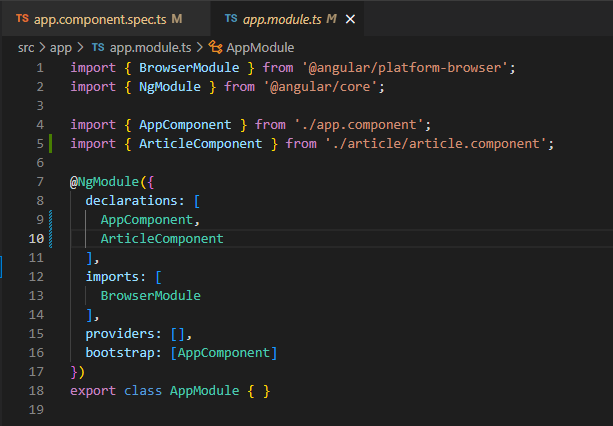 TS app.component.spec.ts M TS app.module.ts M ×
src > app > TS app.module.ts > AppModule
1 import { BrowserModule } from '@angular/platform-browser';
2 import { NgModule } from '@angular/core';
3
4 import { AppComponent } from './app.component';
5 import { ArticleComponent } from './article/article.component';
6
7 @NgModule({
8 declarations: [
9 AppComponent,
10 ArticleComponent
11 ],
12 imports: [
13 BrowserModule
14 ],
15 providers: [],
16 bootstrap: [AppComponent]
17 })
18 export class AppModule { }
19